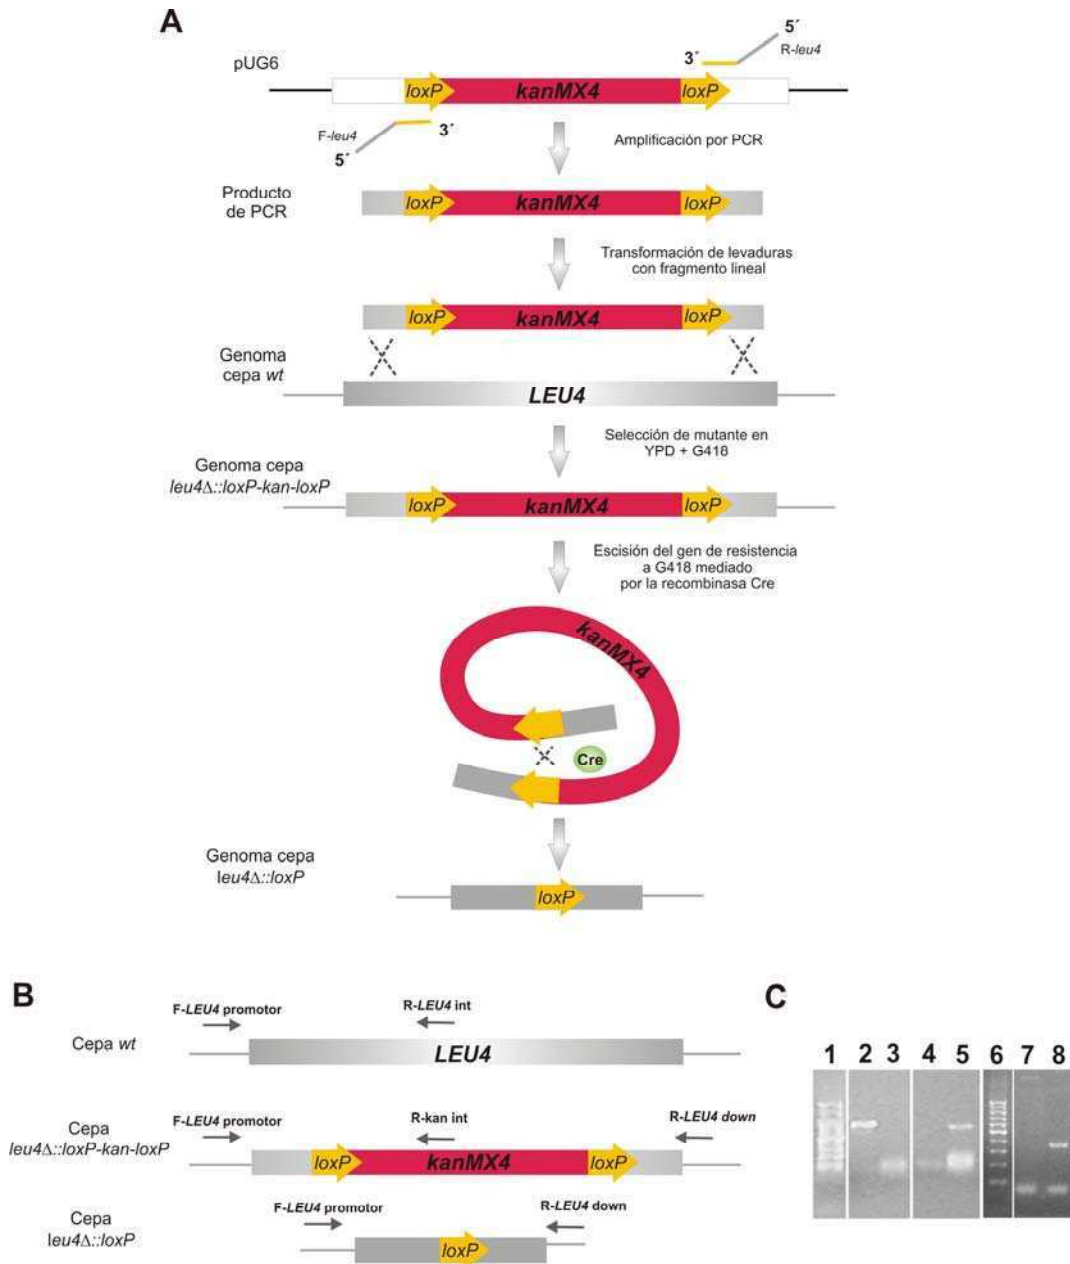 A
5´
R-leu4
3´
pUG6
loxP kanMX4 loxP
F-leu4
3´
5´
Amplificación por PCR
Producto
de PCR
loxP kanMX4 loxP
Transformación de levaduras
con fragmento lineal
loxP kanMX4 loxP
Genoma
cepa wt
LEU4
Selección de mutante en
YPD + G418
Genoma cepa
leu4Δ::loxP-kan-loxP
loxP kanMX4 loxP
Escisión del gen de resistencia
a G418 mediado
por la recombinasa Cre
kanMX4
Cre
Genoma cepa
leu4Δ::loxP
loxP
B
F-LEU4 promotor
R-LEU4 int
Cepa wt
LEU4
F-LEU4 promotor
R-kan int
R-LEU4 down
Cepa
leu4Δ::loxP-kan-loxP
loxP kanMX4 loxP
F-LEU4 promotor
R-LEU4 down
Cepa
leu4Δ::loxP
loxP
C
1 2 3 4 5 6 7 8